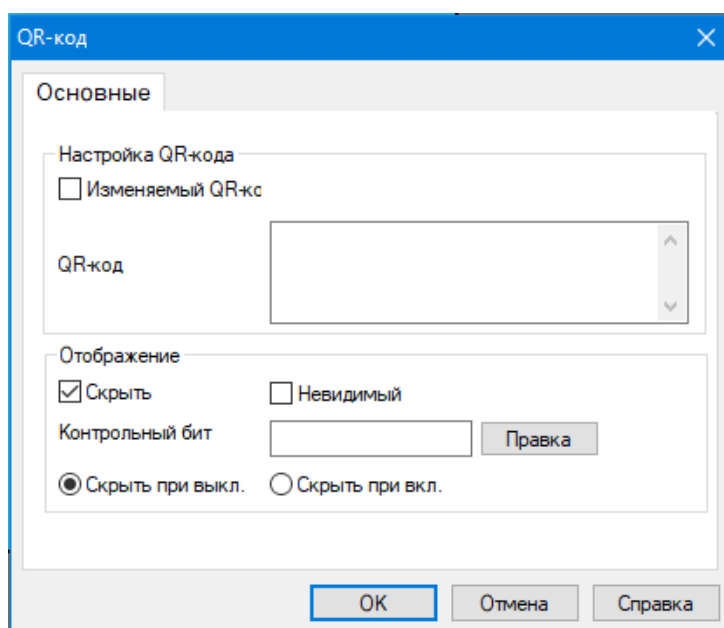 QR-код
Основные
Настройка QR-кода
Изменяемый QR-кс
QR-код
Отображение
Скрыть Невидимый
Контрольный бит Правка
Скрыть при выкл. Скрыть при вкл.
OK Отмена Справка